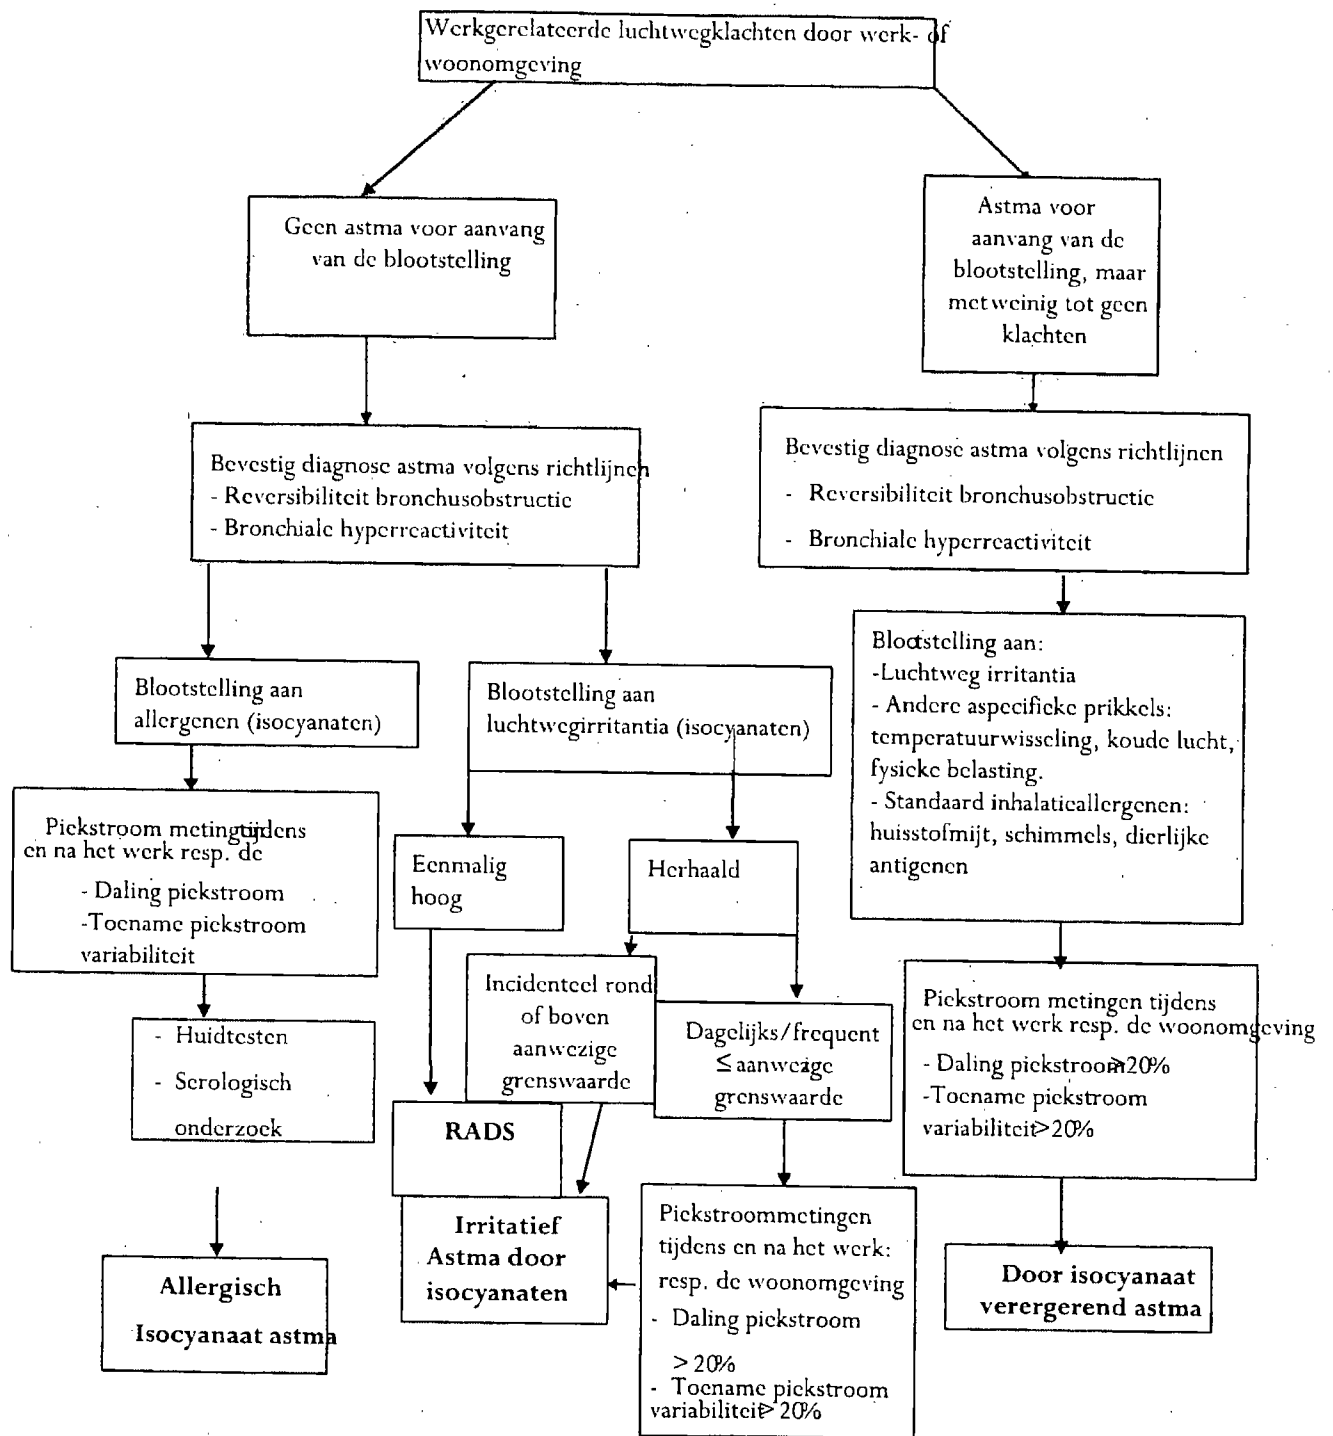 Werkgerelateerde luchtwegklachten door werk- of
woonomgeving
Geen astma voor aanvang
van de blootstelling
Astma voor
aanvang van de
blootstelling, maar
met weinig tot geen
klachten
Bevestig diagnose astma volgens richtlijnen
- Reversibiliteit bronchusobstructie
- Bronchiale hyperreactiviteit
Bevestig diagnose astma volgens richtlijnen
- Reversibiliteit bronchusobstructie
- Bronchiale hyperreactiviteit
Blootstelling aan
allergenen (isocyanaten)
Blootstelling aan
luchtwegirritantia (isocyanaten)
Blootstelling aan:
-Luchtweg irritantia
- Andere aspecifieke prikkels:
temperatuurwisseling, koude lucht,
fysieke belasting.
- Standaard inhalatieallergenen:
huisstofmijt, schimmels, dierlijke
antigenen
Piekstroom metingen tijdens
en na het werk resp. de
- Daling piekstroom
-Toename piekstroom
variabiliteit
Eenmalig
hoog
Herhaald
- Huidtesten
- Serologisch
onderzoek
Incidenteel rond
of boven
aanwezige
grenswaarde
Dagelijks/frequent
≤ aanwezige
grenswaarde
Piekstroom metingen tijdens
en na het werk resp. de woonomgeving
- Daling piekstroom >20%
-Toename piekstroom
variabiliteit >20%
RADS
Irritatief
Astma door
isocyanaten
Piekstroommetingen
tijdens en na het werk:
resp. de woonomgeving
- Daling piekstroom
> 20%
- Toename piekstroom
variabiliteit > 20%
Allergisch
Isocyanaat astma
Door isocyanaat
verergerend astma